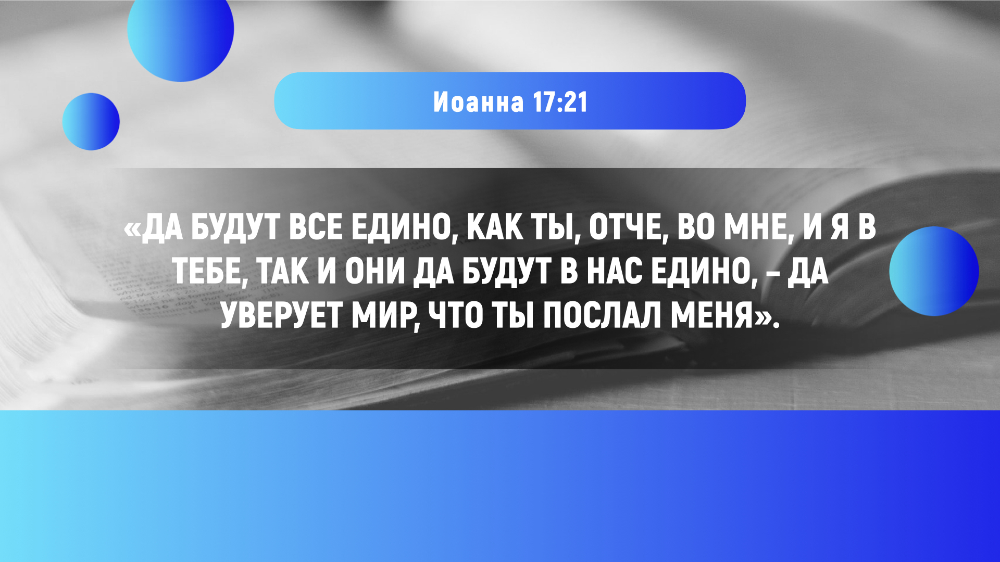 Иоанна 17:21
«ДА БУДУТ ВСЕ ЕДИНО, КАК ТЫ, ОТЧЕ, ВО МНЕ, И Я В
ТЕБЕ, ТАК И ОНИ ДА БУДУТ В НАС ЕДИНО, – ДА
УВЕРУЕТ МИР, ЧТО ТЫ ПОСЛАЛ МЕНЯ».